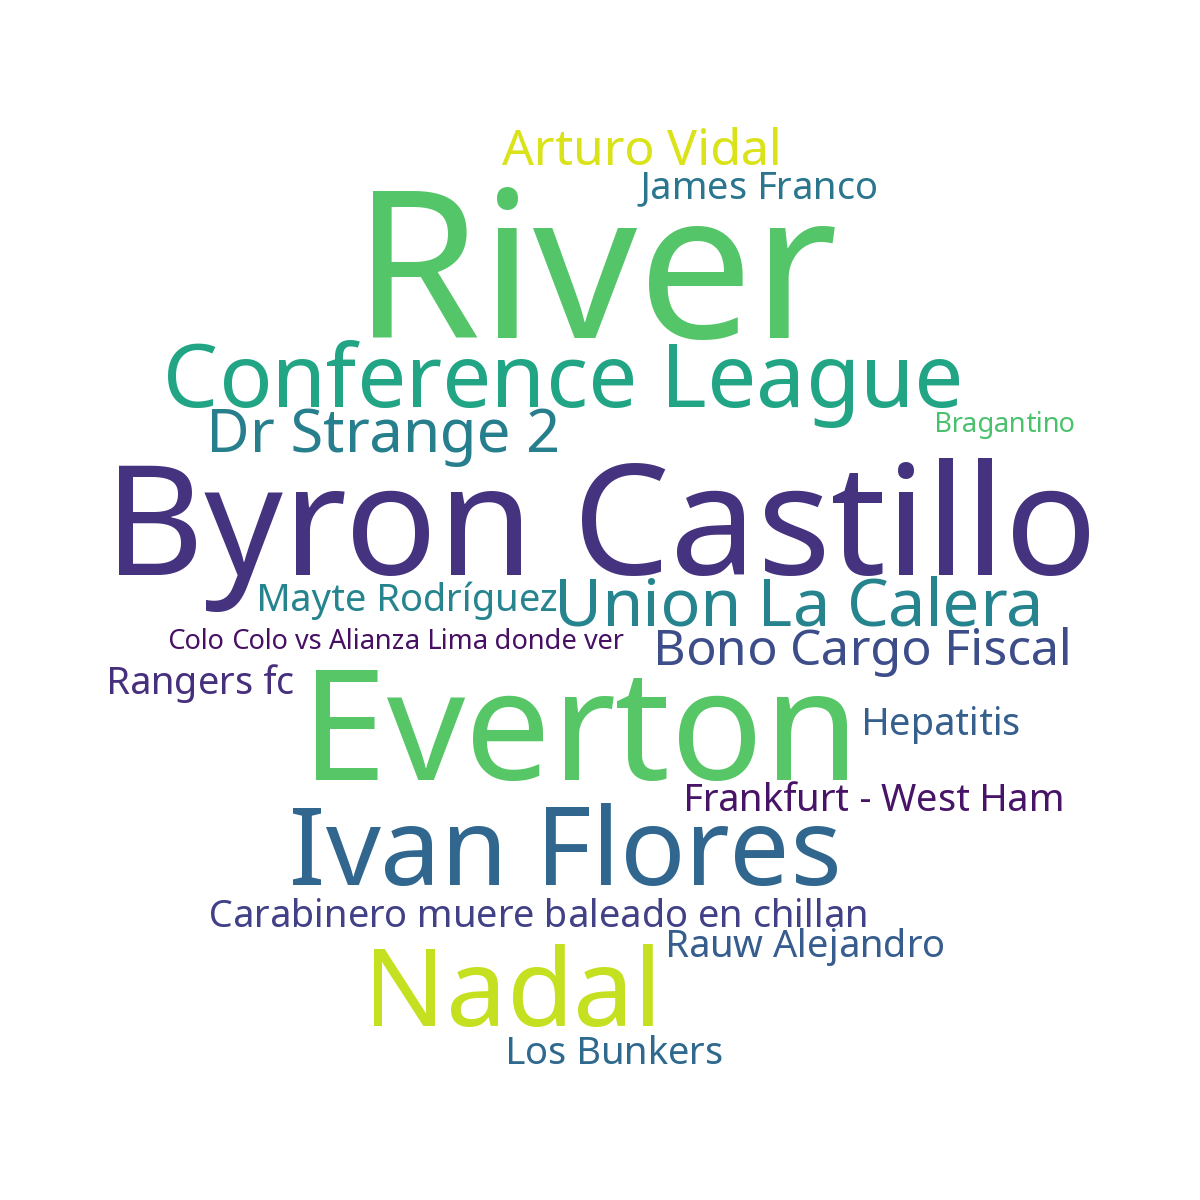 Arturo Vidal
James Franco
River
Conference League
Dr Strange 2
Bragantino
Byron Castillo
Mayte Rodríguez
Union La Calera
Colo Colo vs Alianza Lima donde ver
Bono Cargo Fiscal
Rangers fc
Everton
Hepatitis
Frankfurt - West Ham
Ivan Flores
Carabinero muere baleado en chillan
Rauw Alejandro
Nadal
Los Bunkers